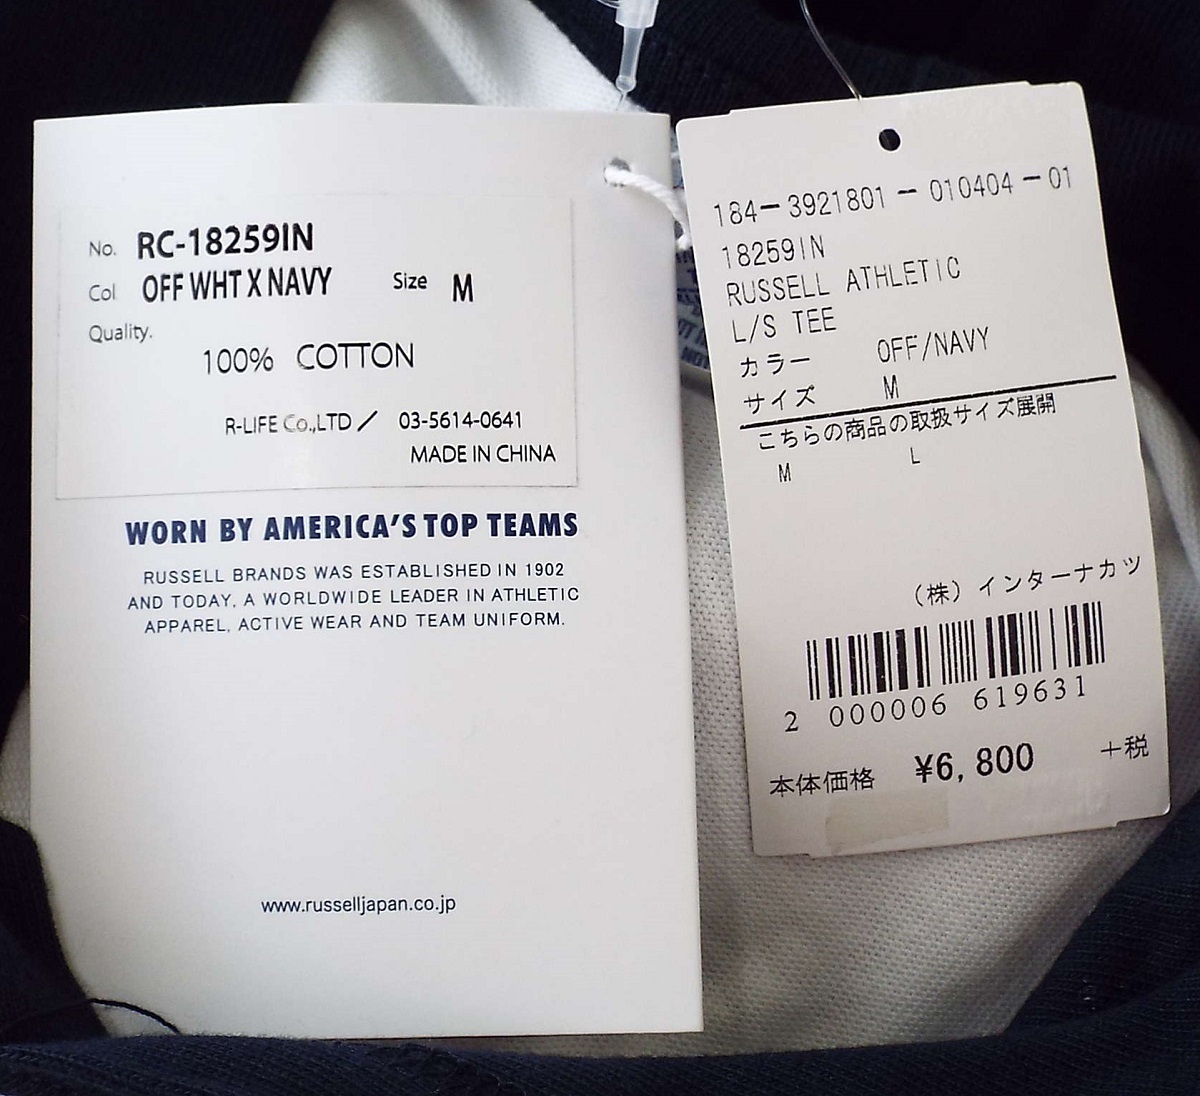 No. RC-18259IN
Col OFF WHT X NAVY Size M
Quality.
100% COTTON
R-LIFE Co.,LTD／ 03-5614-0641
MADE IN CHINA
WORN BY AMERICA'S TOP TEAMS
RUSSELL BRANDS WAS ESTABLISHED IN 1902
AND TODAY, A WORLDWIDE LEADER IN ATHLETIC
APPAREL, ACTIVE WEAR AND TEAM UNIFORM.
www.russelljapan.co.jp
184-3921801-010404-01
18259IN
RUSSELL ATHLETIC
L/S TEE
カラー OFF/NAVY
サイズ M
こちらの商品の取扱サイズ展開
M L
（株）インターナカツ
2 000006 619631
本体価格 ¥6,800 +税